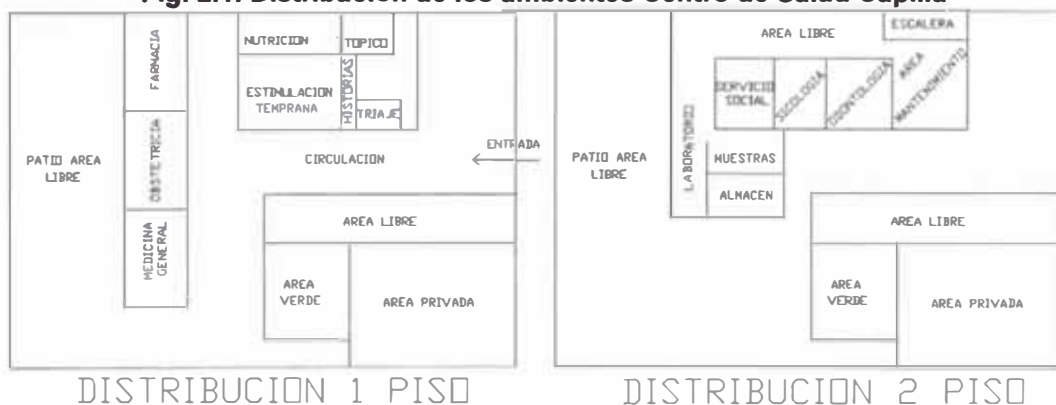 Fig. 2.1. Distribución de los ambientes Centro de Salud Cupilla
FARMACIA
NUTRICION
TOPICO
ESTIMULACION
TEMPRANA
HISTORIAS
TRIAJE
PATIO AREA
LIBRE
OBSTETRICIA
CIRCULACION
ENTRADA
MEDICINA
GENERAL
AREA LIBRE
AREA
VERDE
AREA PRIVADA
DISTRIBUCION 1 PISO
AREA LIBRE
ESCALERA
SERVICIO
SOCIAL
SICOLOGIA
ODONTOLOGIA
AREA
MANTENIMIENTO
LABORATORIO
PATIO AREA
LIBRE
MUESTRAS
ALMACEN
AREA LIBRE
AREA
VERDE
AREA PRIVADA
DISTRIBUCION 2 PISO